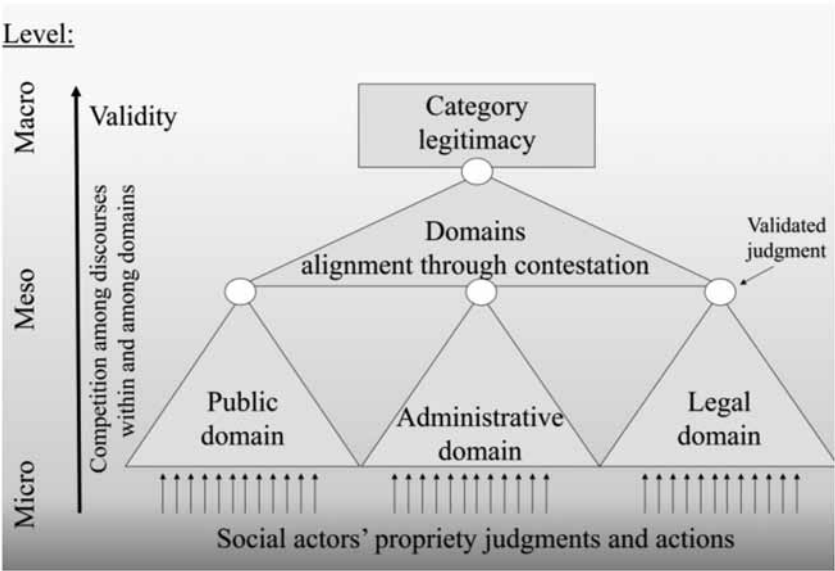 Level:
Macro
Meso
Micro
Validity
Competition among discourses
within and among domains
Category
legitimacy
Domains
alignment through contestation
Validated
judgment
Public
domain
Administrative
domain
Legal
domain
Social actors’ propriety judgments and actions